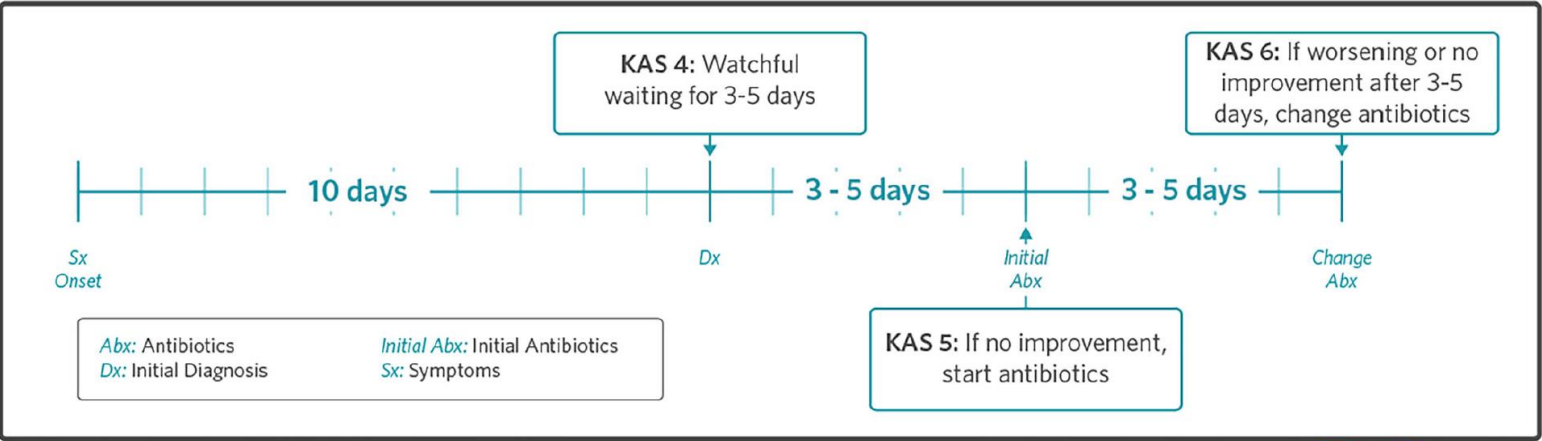 KAS 4: Watchful
waiting for 3-5 days
KAS 6: If worsening or no
improvement after 3-5
days, change antibiotics
10 days
3 - 5 days
3 - 5 days
Sx
Onset
Dx
Initial
Abx
Change
Abx
KAS 5: If no improvement,
start antibiotics
Abx: Antibiotics
Initial Abx: Initial Antibiotics
Dx: Initial Diagnosis
Sx: Symptoms